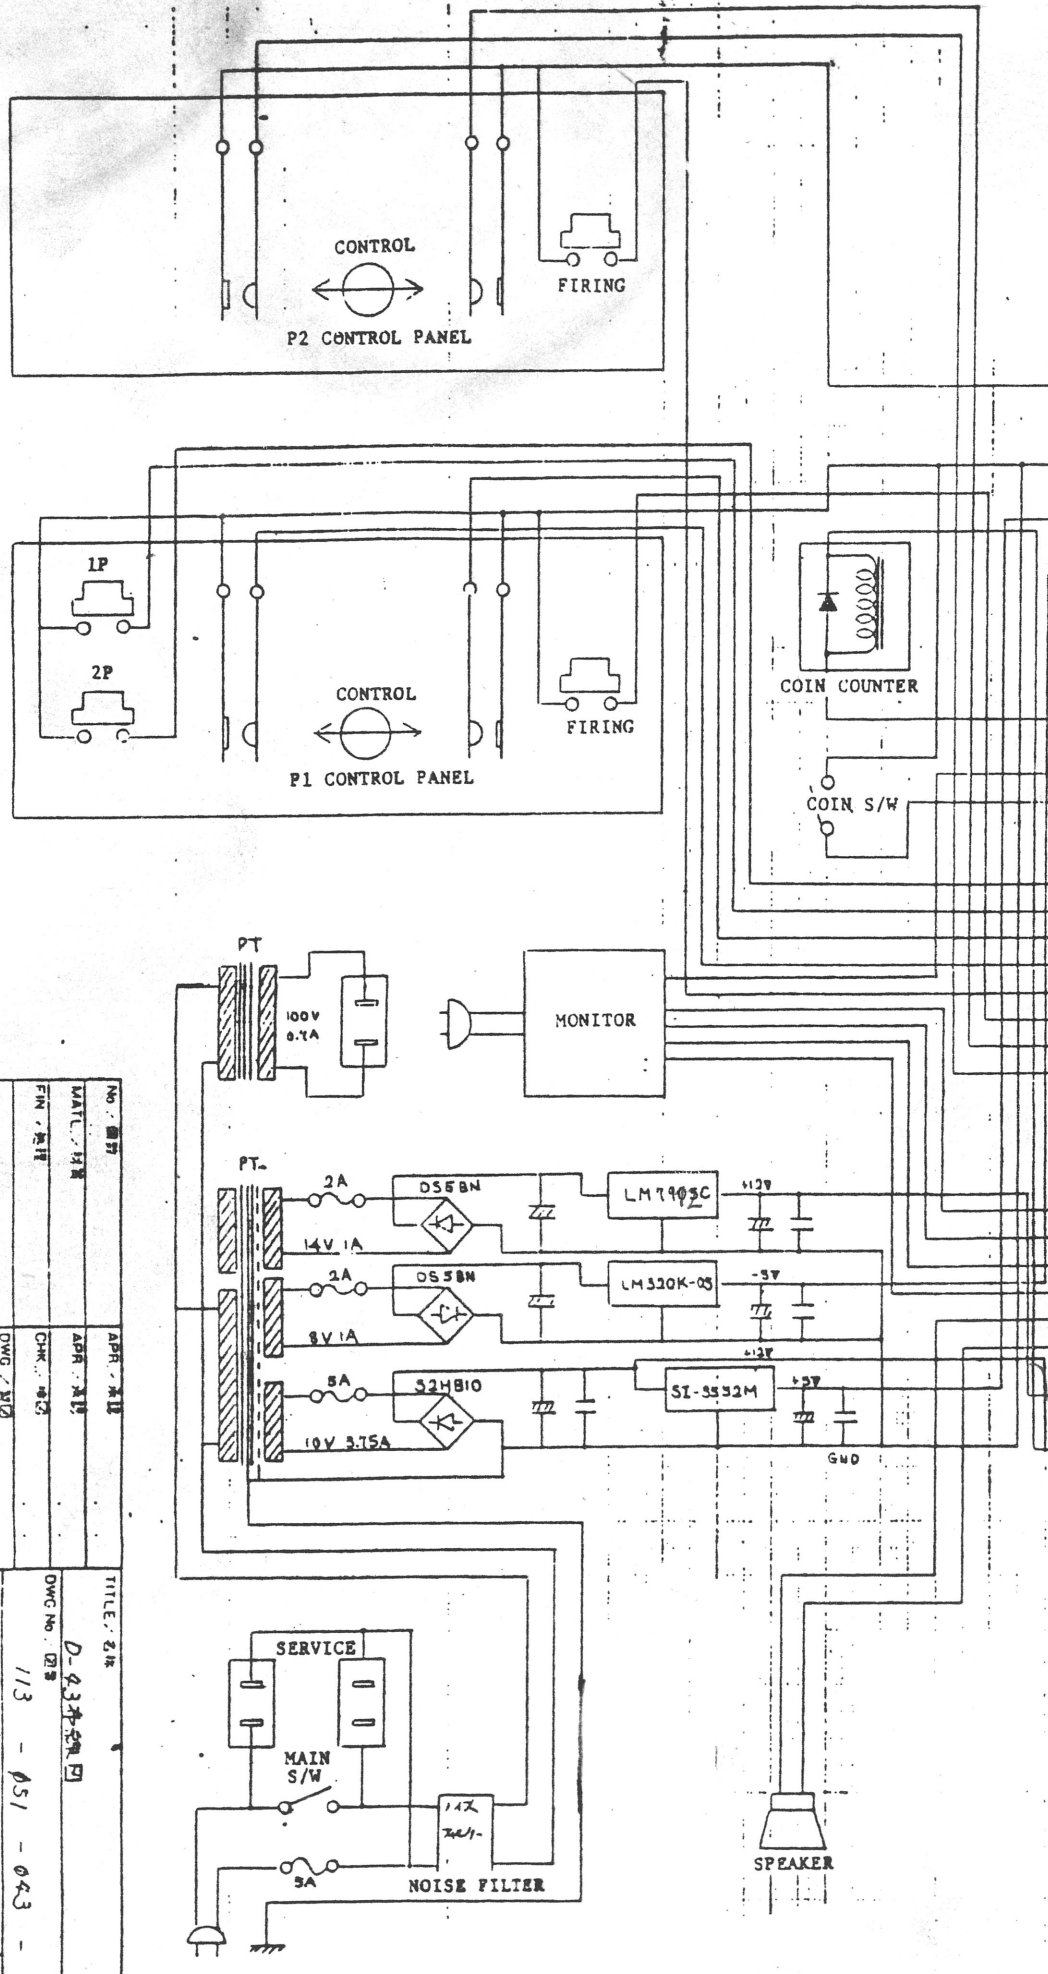 CONTROL
FIRING
P2 CONTROL PANEL
1P
2P
CONTROL
FIRING
P1 CONTROL PANEL
COIN COUNTER
COIN S/W
PT
100V
0.7A
MONITOR
PT
2A
DS5BN
14V 1A
+12V
2A
DS5BN
LM320K-05
-5V
8V 1A
+12V
5A
S2HB10
+5V
10V 3.75A
GND
SERVICE
MAIN
S/W
5A
NOISE FILTER
SPEAKER
No.
MATL.
FIN
APR
APR
CHK
DWG
TITLE
DWG No. 図番
113 - 051 - 043 -